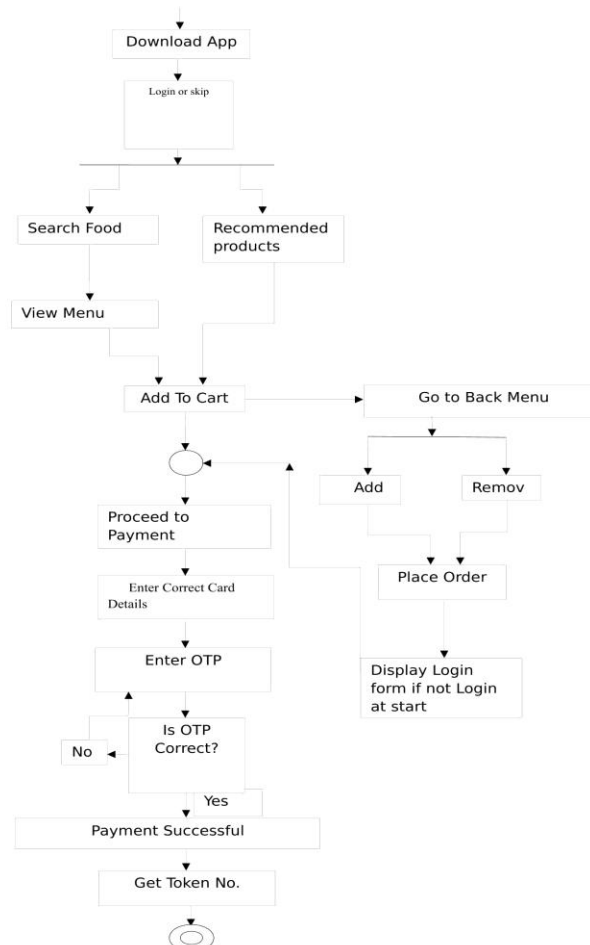 Download App
Login or skip
Search Food
Recommended
products
View Menu
Add To Cart
Go to Back Menu
Add
Remov
Proceed to
Payment
Place Order
Enter Correct Card
Details
Enter OTP
Display Login
form if not Login
at start
Is OTP
Correct?
No
Yes
Payment Successful
Get Token No.